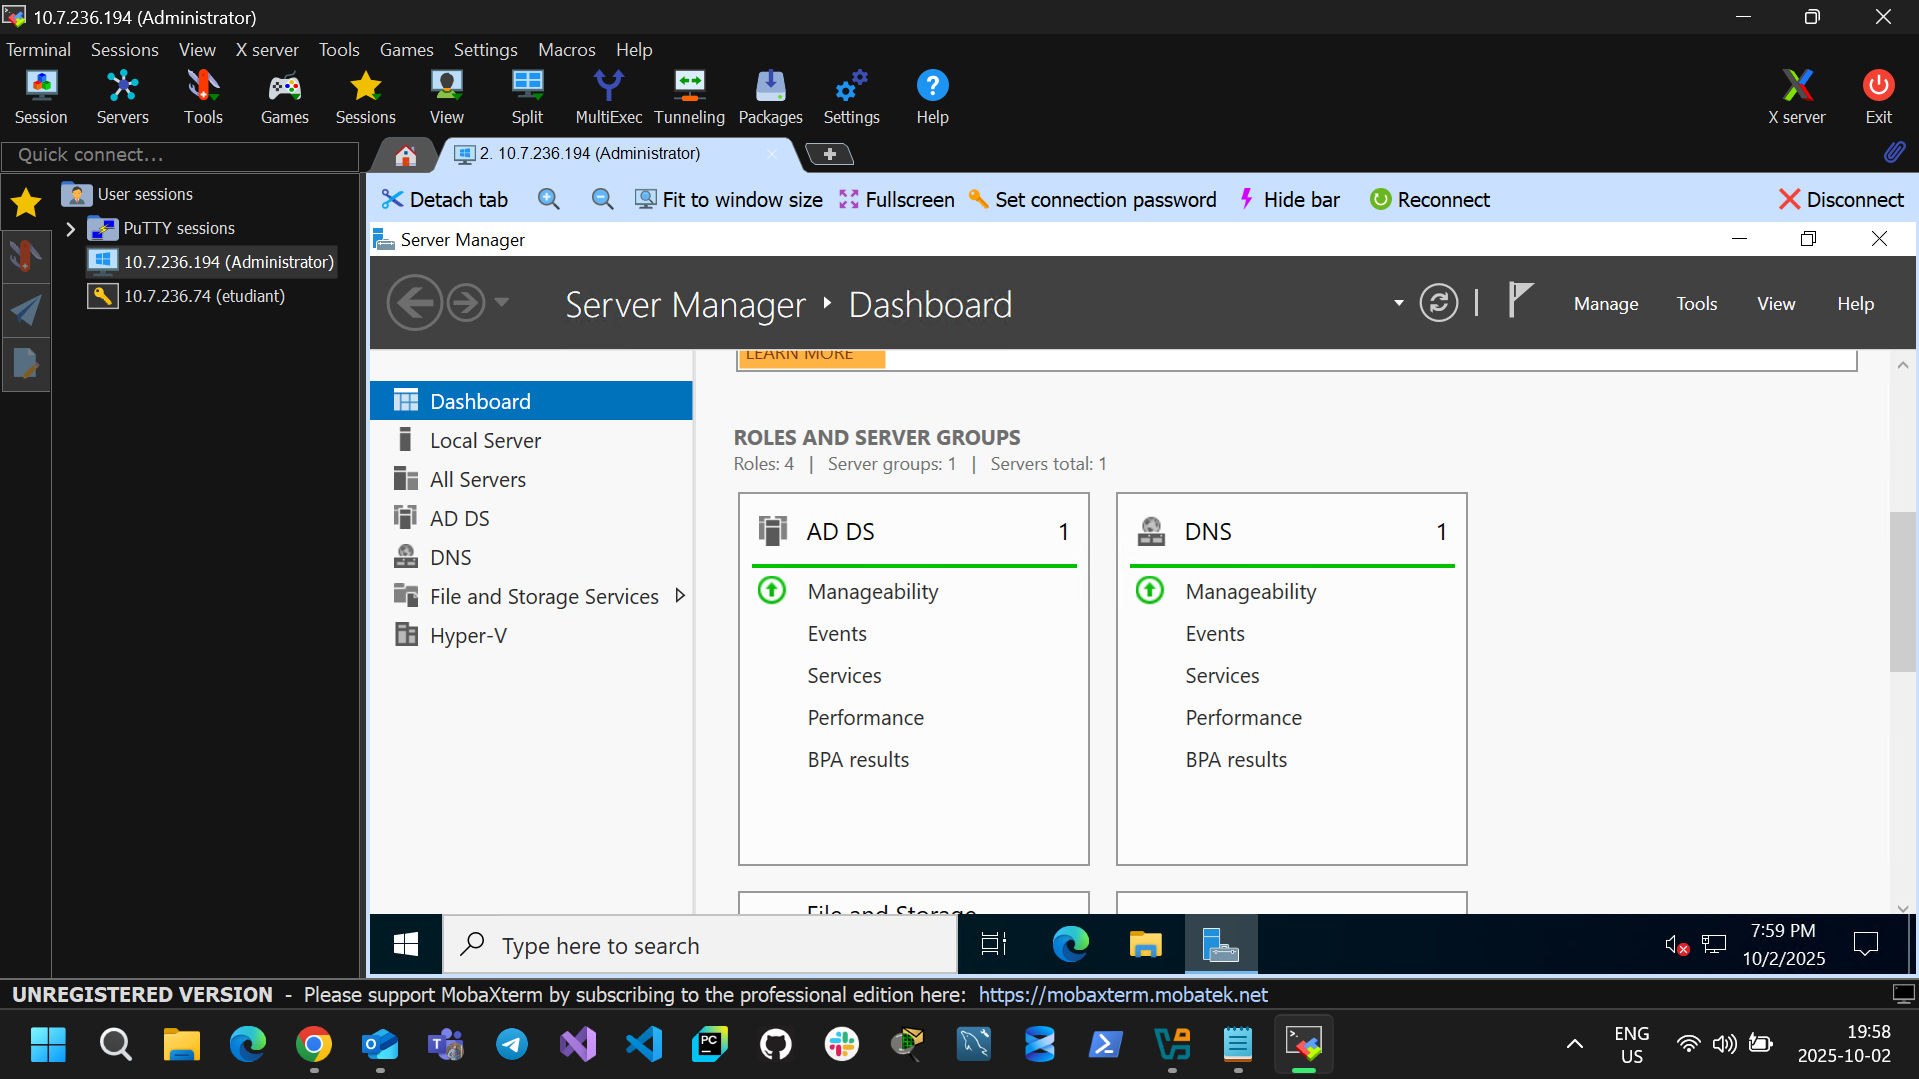 10.7.236.194 (Administrator)
Terminal Sessions View X server Tools Games Settings Macros Help
Session Servers Tools Games Sessions View Split MultiExec Tunneling Packages Settings Help X server Exit
Quick connect...
2. 10.7.236.194 (Administrator)
User sessions
PuTTY sessions
10.7.236.194 (Administrator)
10.7.236.74 (etudiant)
Detach tab Fit to window size Fullscreen Set connection password Hide bar Reconnect Disconnect
Server Manager
Server Manager Dashboard
Manage Tools View Help
Dashboard
Local Server
All Servers
AD DS
DNS
File and Storage Services
Hyper-V
LEARN MORE
ROLES AND SERVER GROUPS
Roles: 4 | Server groups: 1 | Servers total: 1
AD DS 1
Manageability
Events
Services
Performance
BPA results
DNS 1
Manageability
Events
Services
Performance
BPA results
File and Storage
Type here to search
7:59 PM
10/2/2025
UNREGISTERED VERSION - Please support MobaXterm by subscribing to the professional edition here: https://mobaxterm.mobatek.net
PC
ENG
US
19:58
2025-10-02